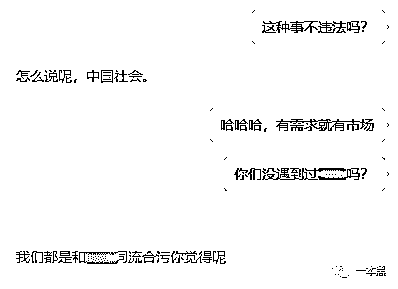 这种事不违法吗?
怎么说呢，中国社会。
哈哈哈，有需求就有市场
你们没遇到过吗?
我们都是和同流合污你觉得呢
一本黑